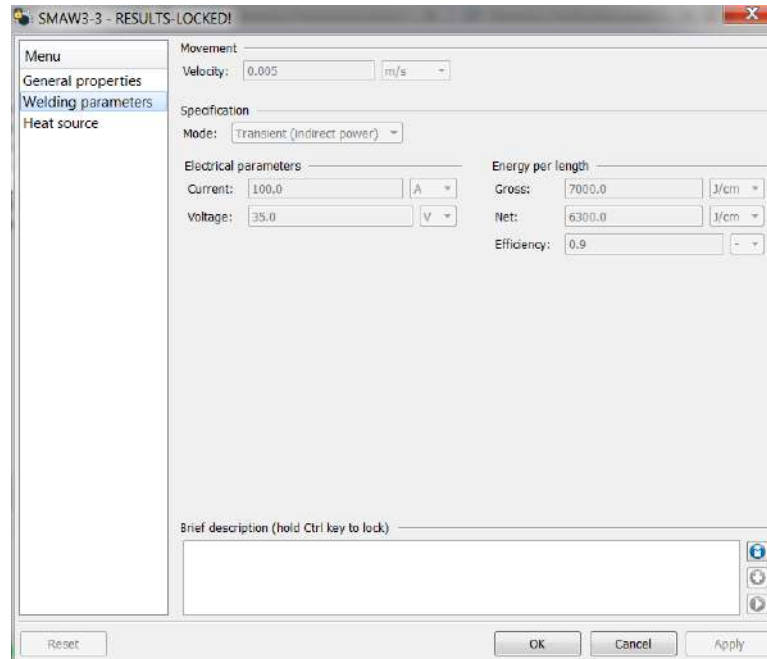 SMAW3-3 - RESULTS-LOCKED!
Menu
General properties
Welding parameters
Heat source
Movement
Velocity: 0.005 m/s
Specification
Mode: Transient (indirect power)
Electrical parameters
Current: 100.0 A
Voltage: 35.0 V
Energy per length
Gross: 7000.0 J/cm
Net: 6300.0 J/cm
Efficiency: 0.9 -
Brief description (hold Ctrl key to lock)
Reset OK Cancel Apply